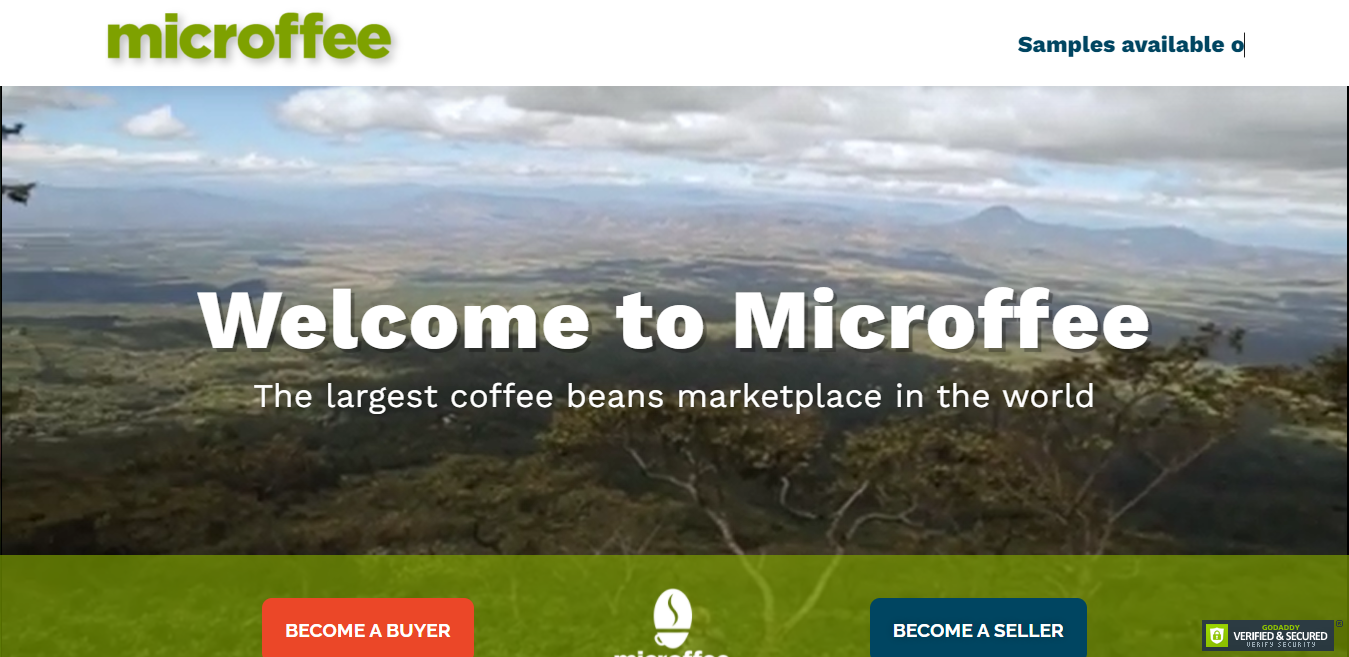 microffee
Samples available o
Welcome to Microffee
The largest coffee beans marketplace in the world
BECOME A BUYER
BECOME A SELLER
microffee
GODADDY
VERIFIED & SECURED
VERIFY SECURITY
®